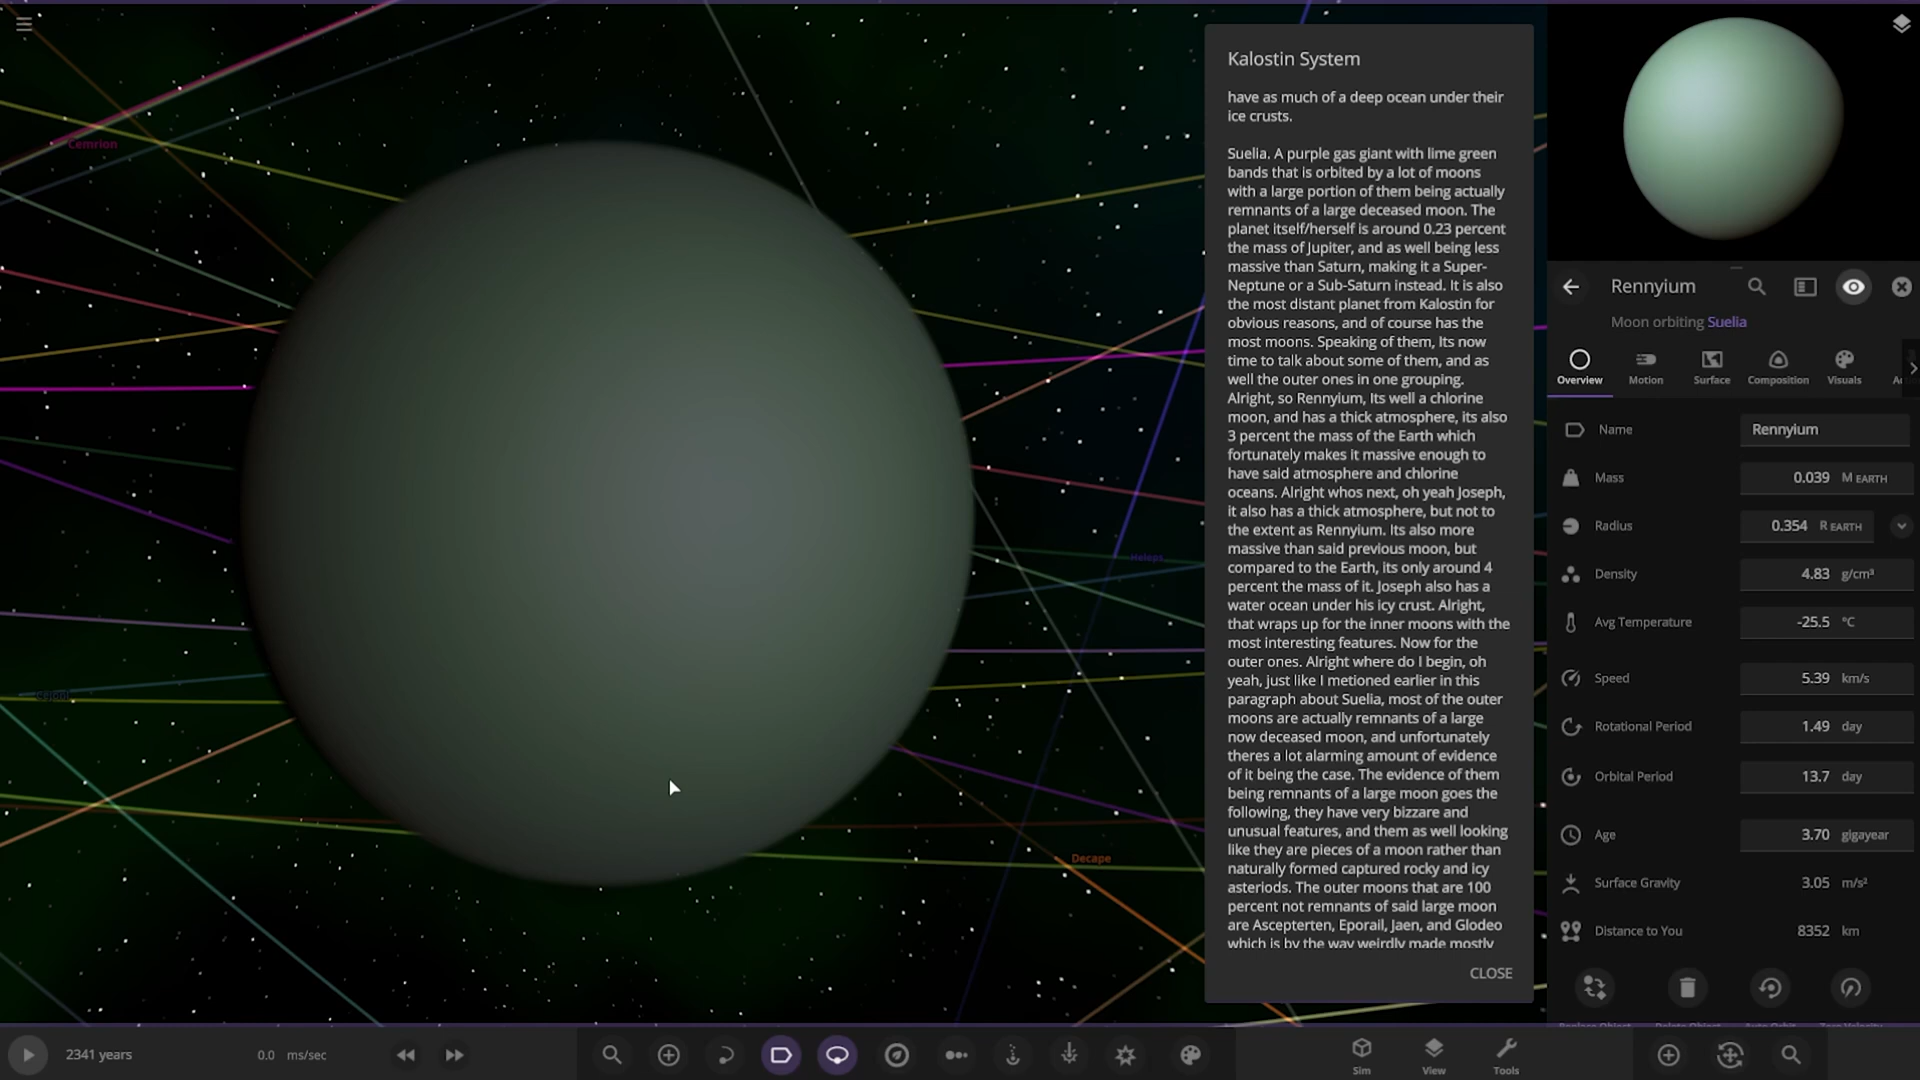 Cemrion
Heleps
Decape
Kalostin System
have as much of a deep ocean under their
ice crusts.
Suelia. A purple gas giant with lime green
bands that is orbited by a lot of moons
with a large portion of them being actually
remnants of a large deceased moon. The
planet itself/herself is around 0.23 percent
the mass of Jupiter, and as well being less
massive than Saturn, making it a Super-
Neptune or a Sub-Saturn instead. It is also
the most distant planet from Kalostin for
obvious reasons, and of course has the
most moons. Speaking of them, Its now
time to talk about some of them, and as
well the outer ones in one grouping.
Alright, so Rennyium, Its well a chlorine
moon, and has a thick atmosphere, its also
3 percent the mass of the Earth which
fortunately makes it massive enough to
have said atmosphere and chlorine
oceans. Alright whos next, oh yeah Joseph,
it also has a thick atmosphere, but not to
the extent as Rennyium. Its also more
massive than said previous moon, but
compared to the Earth, its only around 4
percent the mass of it. Joseph also has a
water ocean under his icy crust. Alright,
that wraps up for the inner moons with the
most interesting features. Now for the
outer ones. Alright where do I begin, oh
yeah, just like I metioned earlier in this
paragraph about Suelia, most of the outer
moons are actually remnants of a large
now deceased moon, and unfortunately
theres a lot alarming amount of evidence
of it being the case. The evidence of them
being remnants of a large moon goes the
following, they have very bizzare and
unusual features, and them as well looking
like they are pieces of a moon rather than
naturally formed captured rocky and icy
asteriods. The outer moons that are 100
percent not remnants of said large moon
are Ascepterten, Eporail, Jaen, and Glodeo
which is by the way weirdly made mostly
CLOSE
Rennyium
Moon orbiting Suelia
Overview Motion Surface Composition Visuals
Name Rennyium
Mass 0.039 M EARTH
Radius 0.354 R EARTH
Density 4.83 g/cm³
Avg Temperature -25.5 °C
Speed 5.39 km/s
Rotational Period 1.49 day
Orbital Period 13.7 day
Age 3.70 gigayear
Surface Gravity 3.05 m/s²
Distance to You 8352 km
2341 years 0.0 ms/sec
Sim View Tools